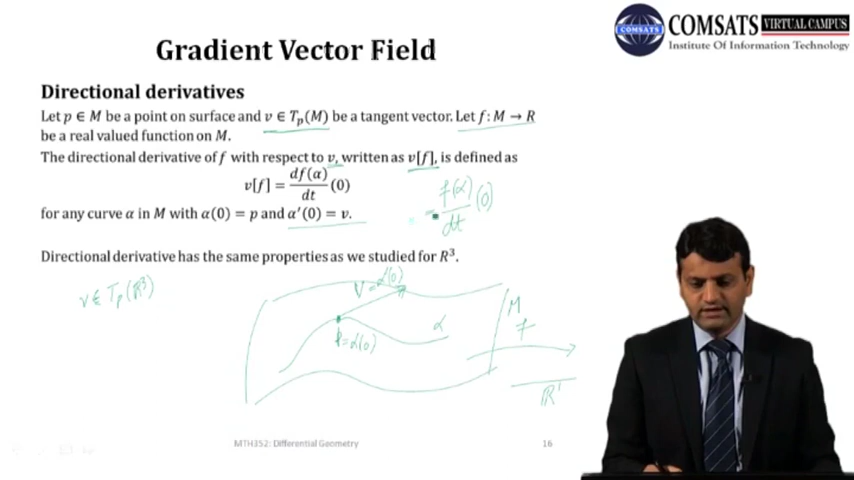 COMSATS VIRTUAL CAMPUS
COMSATS
Institute Of Information Technology
Gradient Vector Field
Directional derivatives
Let p ∈ M be a point on surface and v ∈ Tₚ(M) be a tangent vector. Let f: M → R
be a real valued function on M.
The directional derivative of f with respect to v, written as v[f], is defined as
v[f] = df(α)/dt (0)
= f(α)/dt (0)
for any curve α in M with α(0) = p and α′(0) = v.
Directional derivative has the same properties as we studied for R³.
v ∈ Tₚ(R³)
V = α′(0)
M
f
α
p = α(0)
R¹
MTH352: Differential Geometry
16